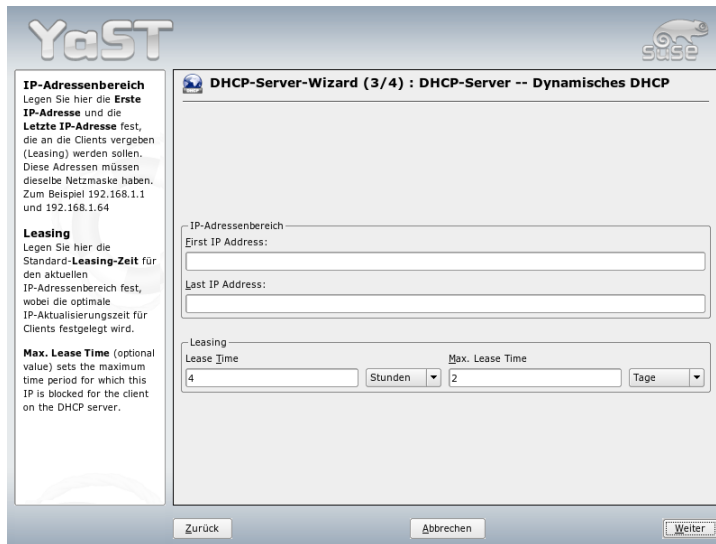 YaST
SUSE
IP-Adressenbereich
Legen Sie hier die Erste
IP-Adresse und die
Letzte IP-Adresse fest,
die an die Clients vergeben
(Leasing) werden sollen.
Diese Adressen müssen
dieselbe Netzmaske haben.
Zum Beispiel 192.168.1.1
und 192.168.1.64
Leasing
Legen Sie hier die
Standard-Leasing-Zeit für
den aktuellen
IP-Adressenbereich fest,
wobei die optimale
IP-Aktualisierungszeit für
Clients festgelegt wird.
Max. Lease Time (optional
value) sets the maximum
time period for which this
IP is blocked for the client
on the DHCP server.
DHCP-Server-Wizard (3/4) : DHCP-Server -- Dynamisches DHCP
IP-Adressenbereich
First IP Address:
Last IP Address:
Leasing
Lease Time Max. Lease Time
4 Stunden 2 Tage
Zurück Abbrechen Weiter